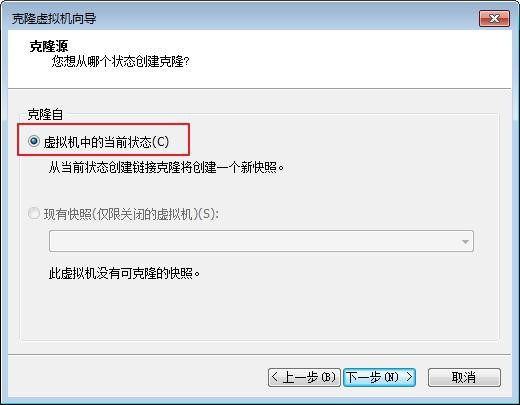 克隆虚拟机向导
克隆源
您想从哪个状态创建克隆?
克隆自
虚拟机中的当前状态(C)
从当前状态创建链接克隆将创建一个新快照。
现有快照(仅限关闭的虚拟机)(S):
此虚拟机没有可克隆的快照。
< 上一步(B) 下一步(N) > 取消